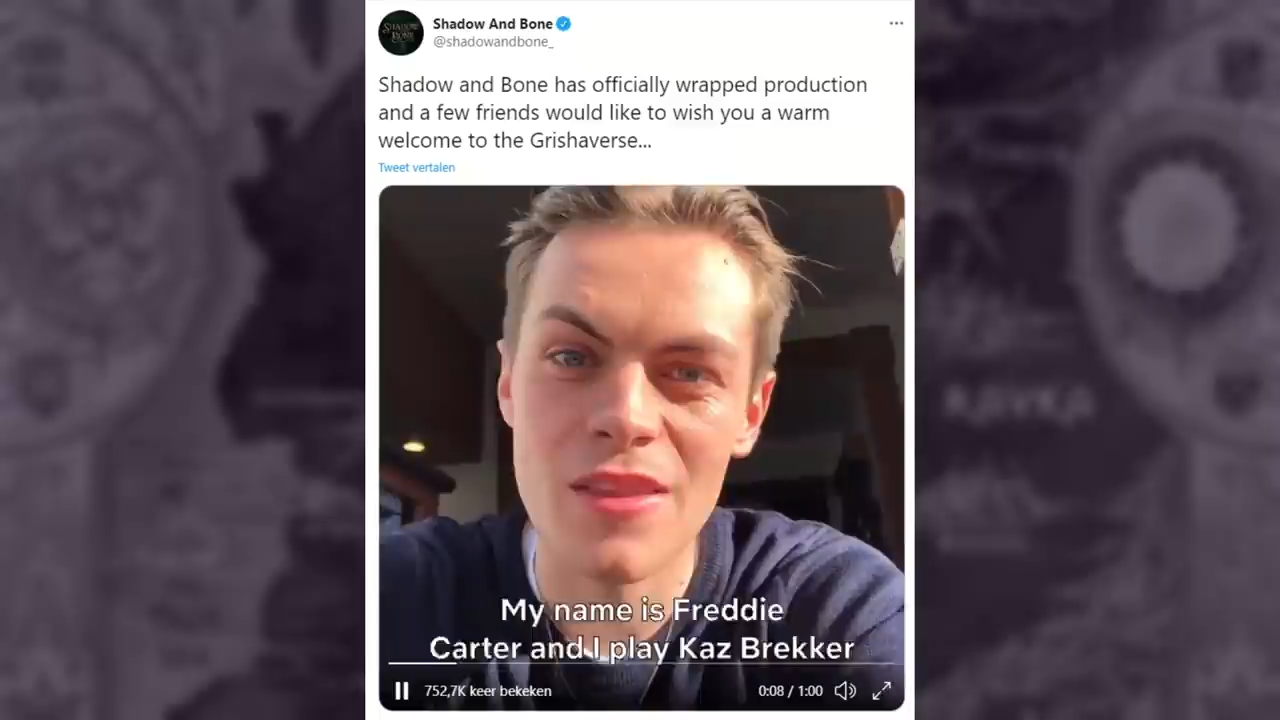 Shadow And Bone
@shadowandbone_
Shadow and Bone has officially wrapped production
and a few friends would like to wish you a warm
welcome to the Grishaverse...
Tweet vertalen
My name is Freddie
Carter and I play Kaz Brekker
752,7K keer bekeken
0:08 / 1:00
RAVKA